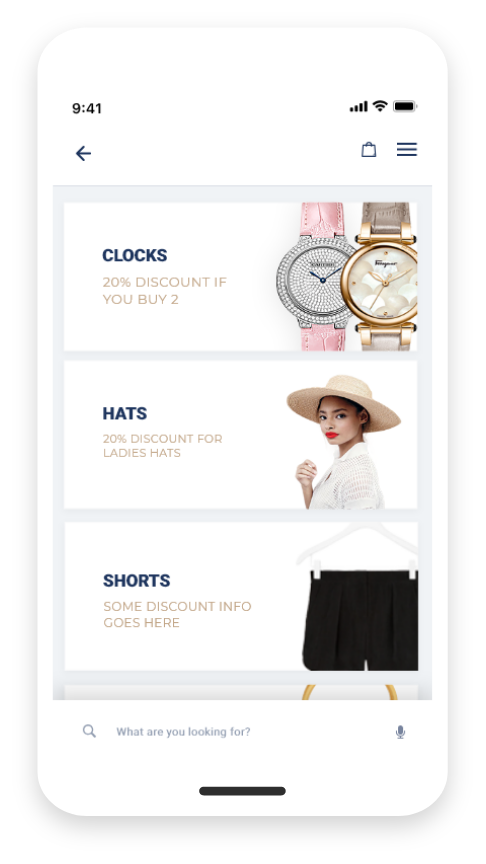 9:41
CLOCKS
20% DISCOUNT IF
YOU BUY 2
HATS
20% DISCOUNT FOR
LADIES HATS
SHORTS
SOME DISCOUNT INFO
GOES HERE
What are you looking for?